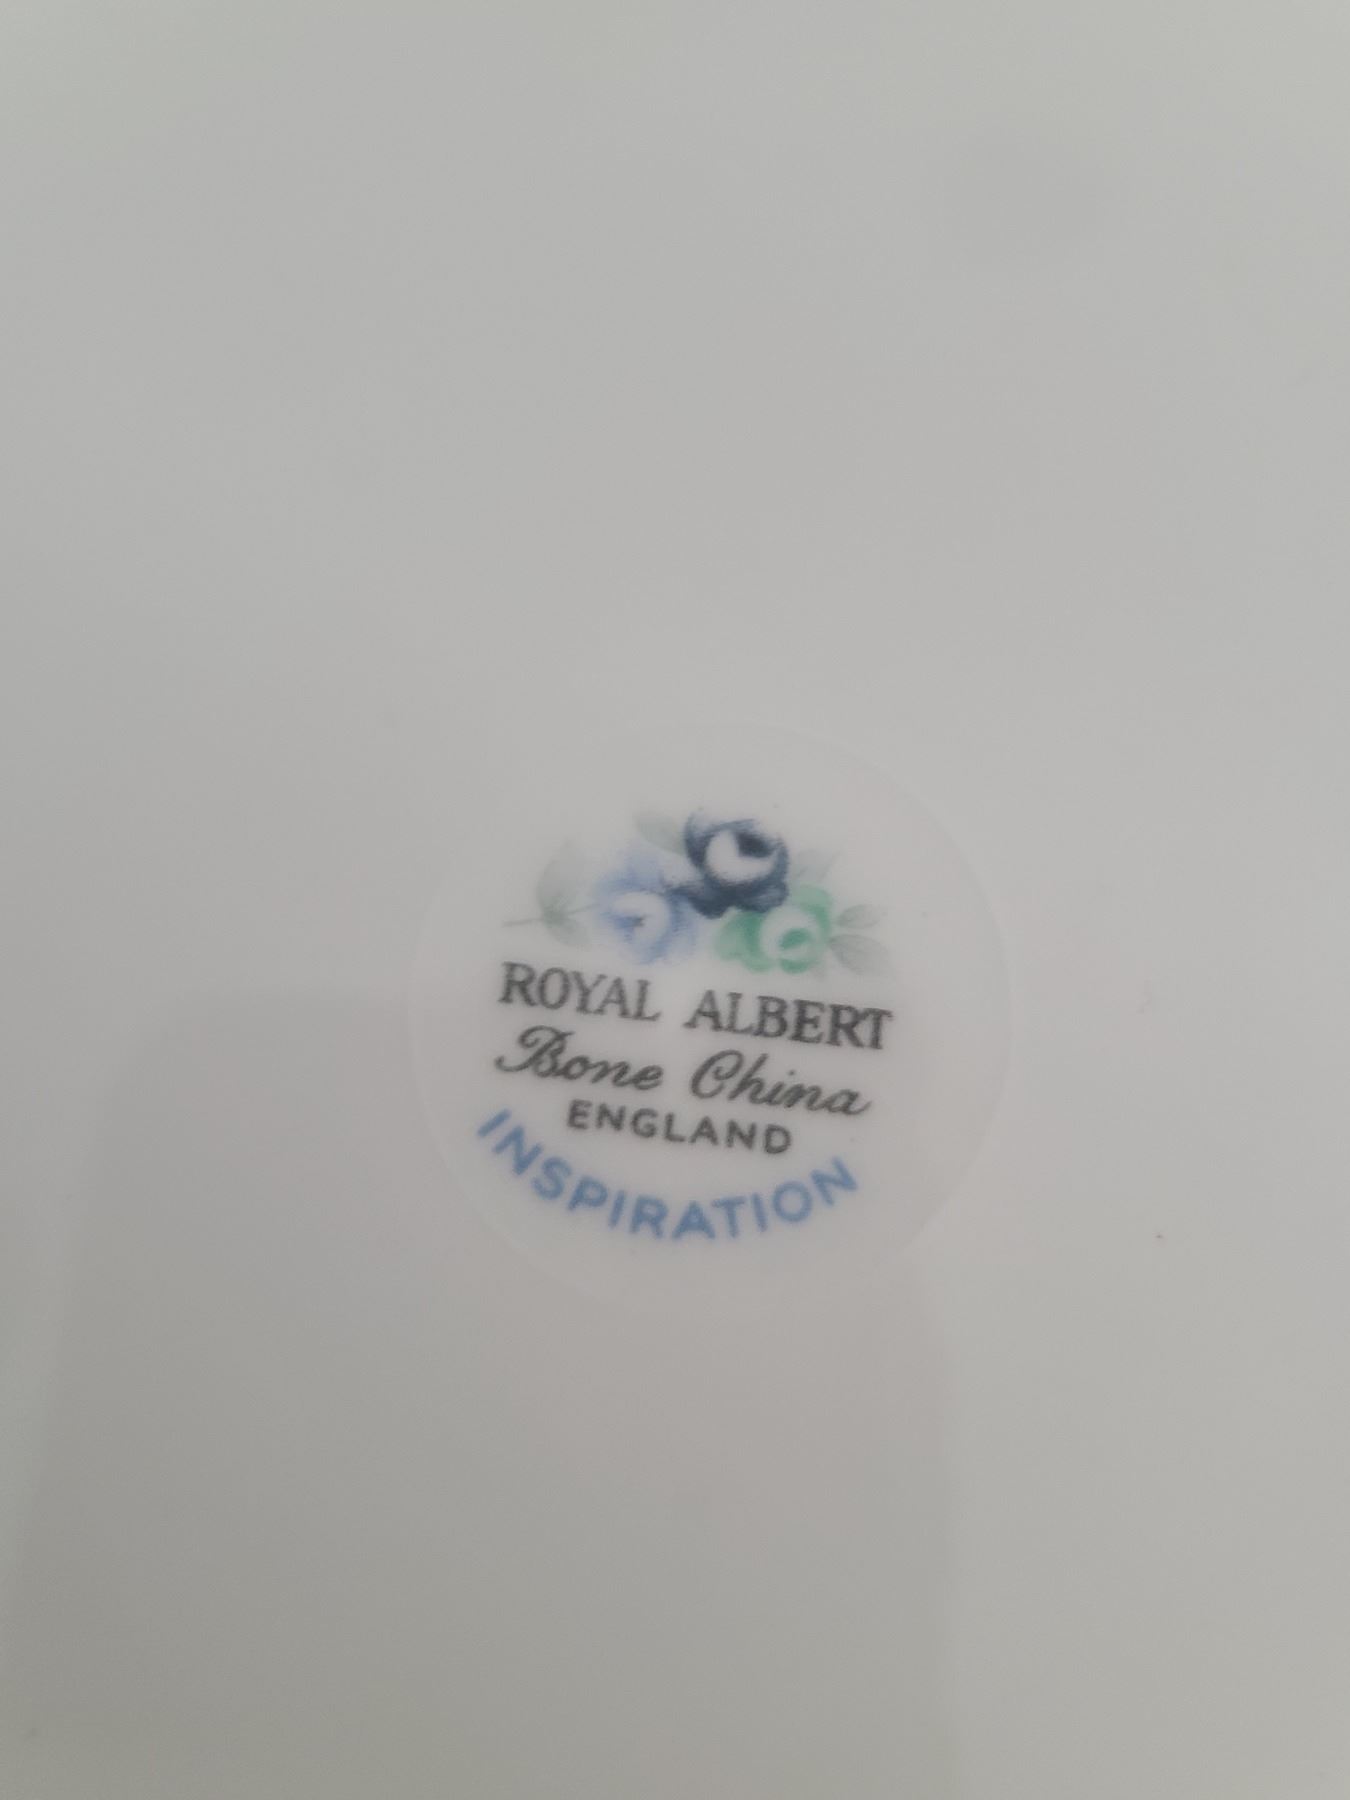 ROYAL ALBERT
Bone China
ENGLAND
INSPIRATION